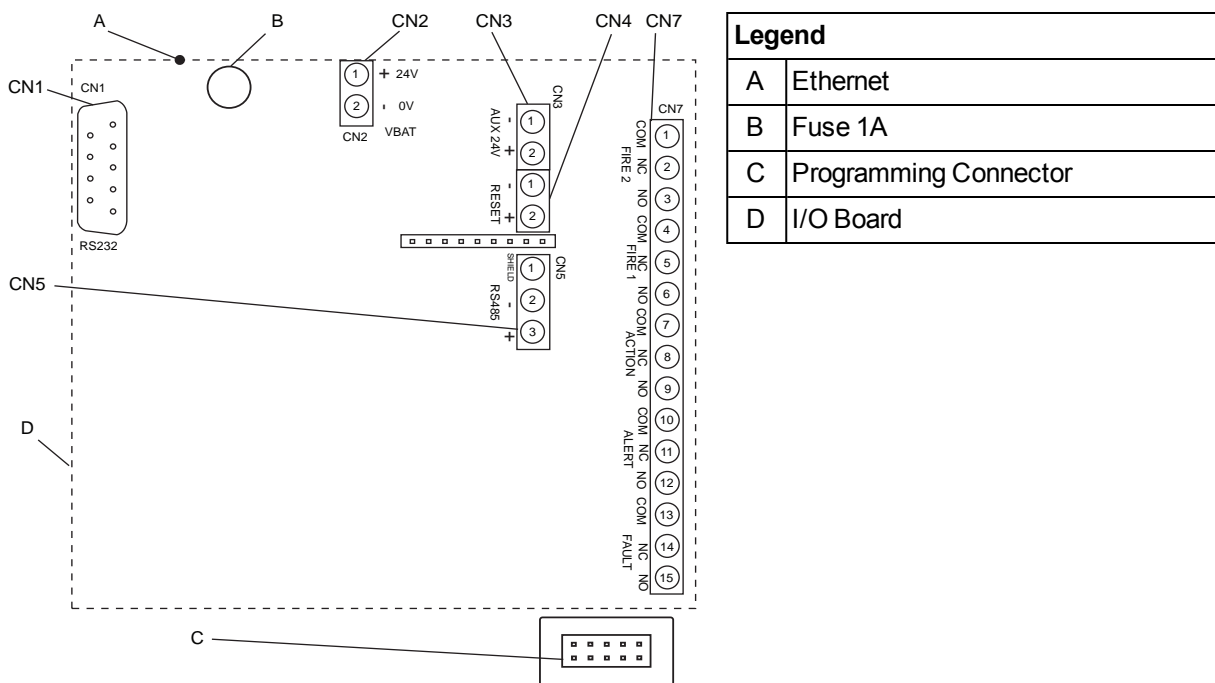 A
B
CN2
CN3
CN4
CN7
CN1
CN1
RS232
1 + 24V
2 - 0V
CN2 VBAT
CN3
- 1
AUX 24V
+ 2
- 1
RESET
+ 2
CN5
SHIELD 1
RS485
- 2
+ 3
CN5
CN7
COM 1
NC 2
FIRE 2
NO 3
COM 4
NC 5
FIRE 1
NO 6
COM 7
NC 8
ACTION
NO 9
COM 10
NC 11
ALERT
NO 12
COM 13
NC 14
FAULT
NO 15
D
C
Legend
A Ethernet
B Fuse 1A
C Programming Connector
D I/O Board